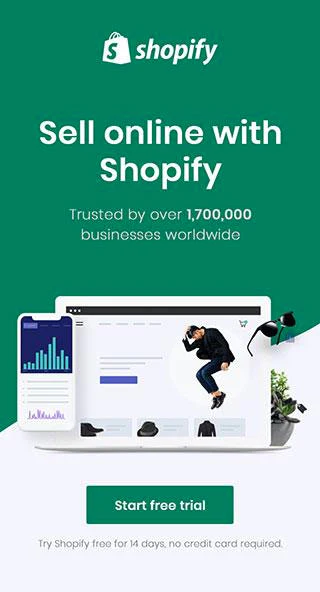 shopify
Sell online with
Shopify
Trusted by over 1,700,000
businesses worldwide
Start free trial
Try Shopify free for 14 days, no credit card required.